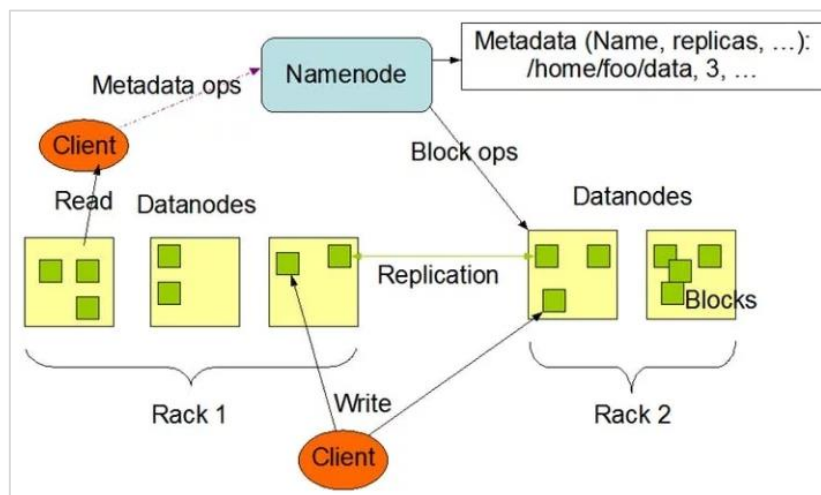 Metadata (Name, replicas, …):
/home/foo/data, 3, …
Namenode
Metadata ops
Client
Block ops
Read
Datanodes
Datanodes
Replication
Blocks
Rack 1
Write
Rack 2
Client